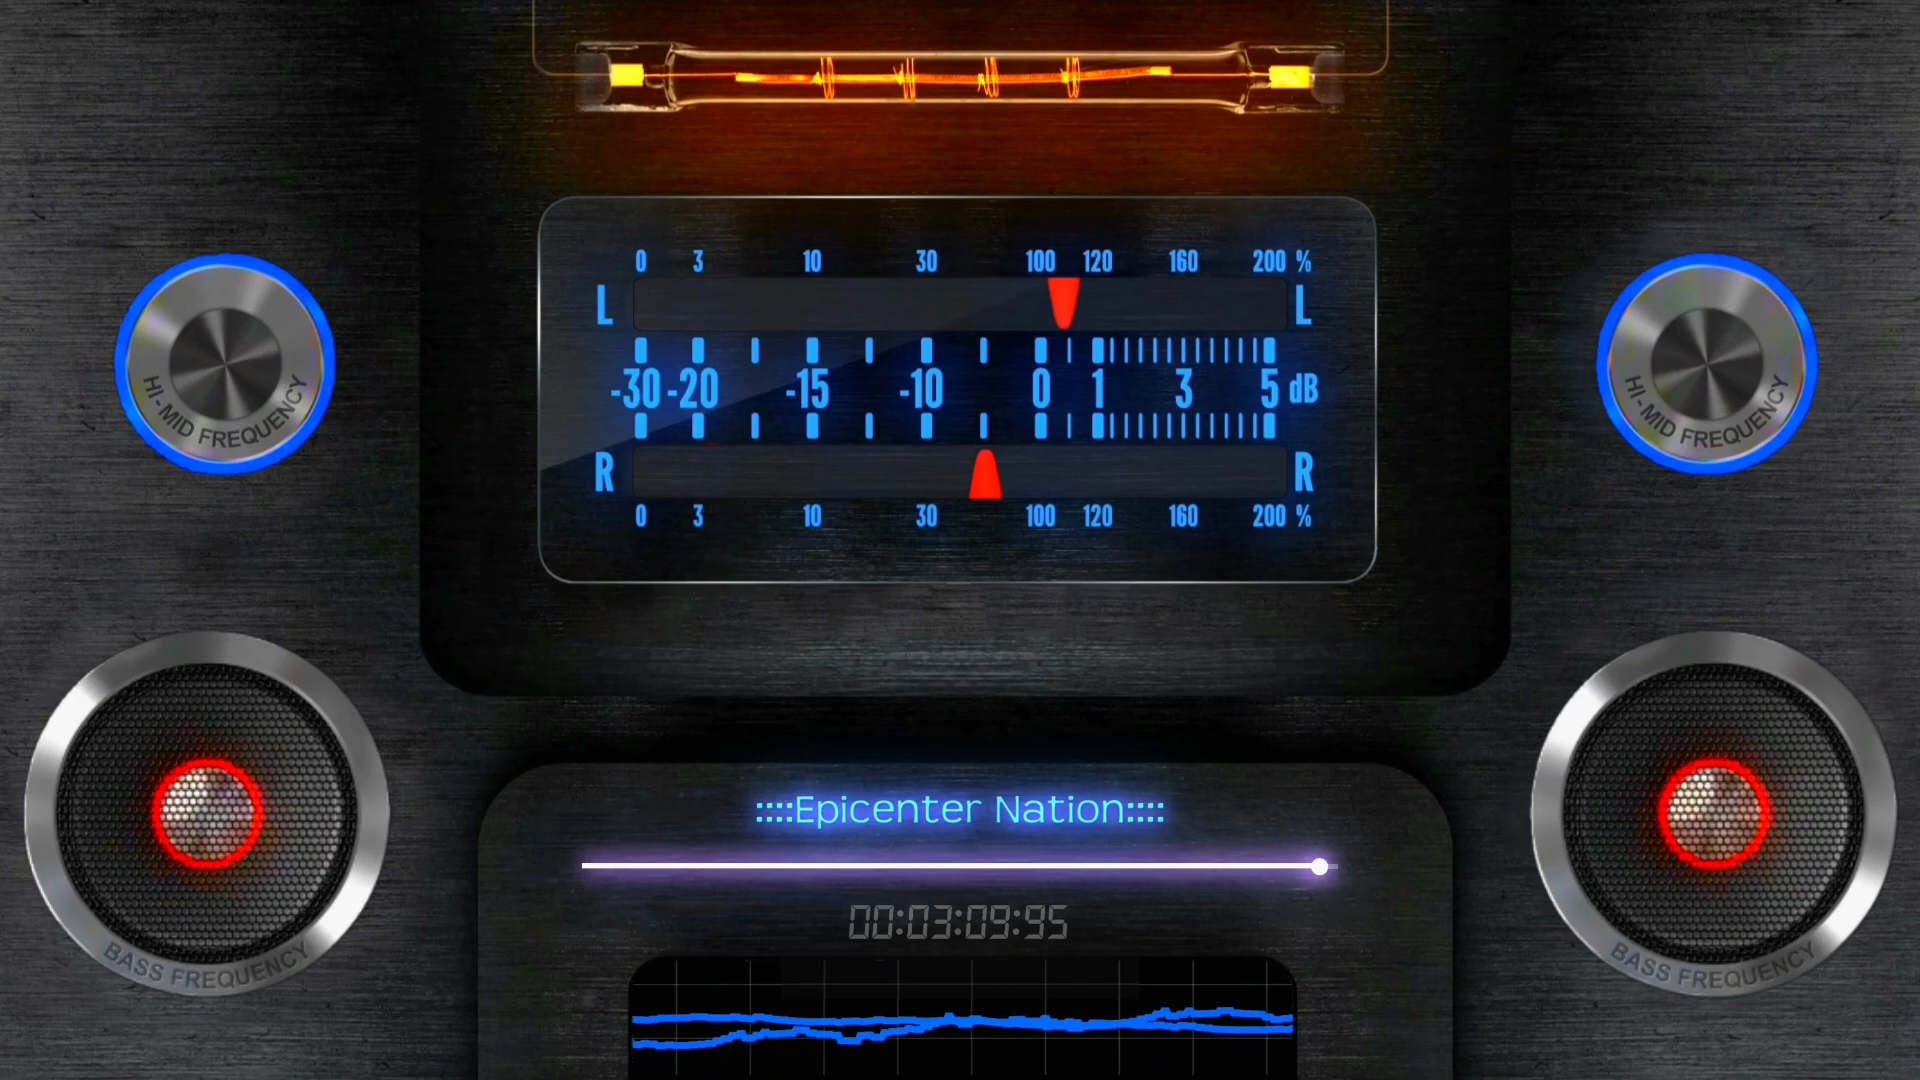 0 3 10 30 100 120 160 200 %
L L
-30 -20 -15 -10 0 1 3 5 dB
R R
0 3 10 30 100 120 160 200 %
HI-MID FREQUENCY
HI-MID FREQUENCY
BASS FREQUENCY
BASS FREQUENCY
::::Epicenter Nation::::
00:03:09:95